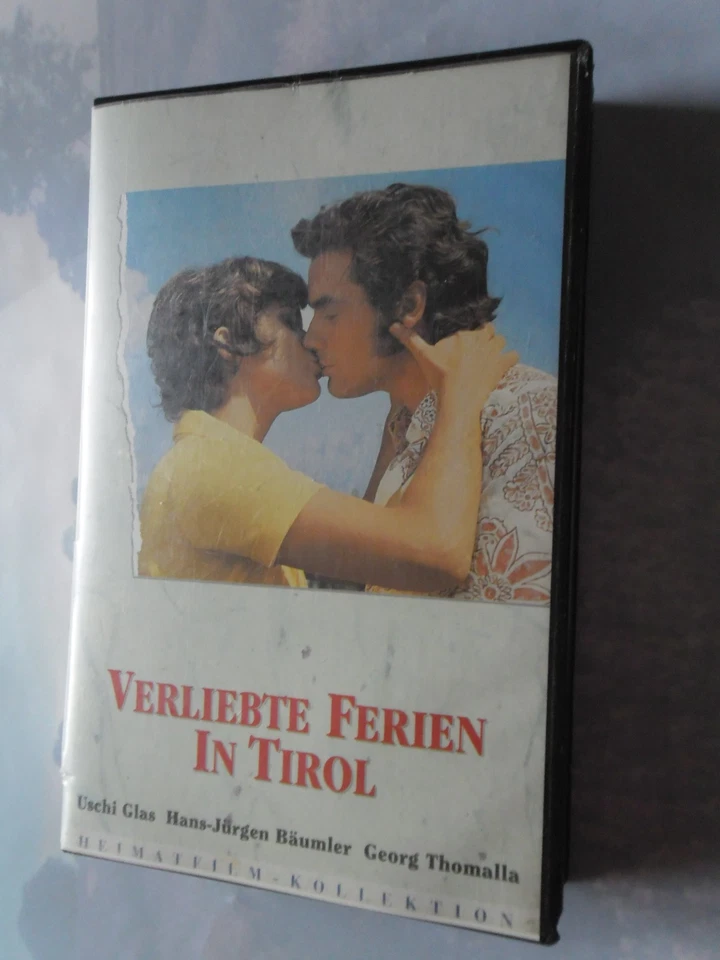 VERLIEBTE FERIEN
IN TIROL
Uschi Glas Hans-Jürgen Bäumler Georg Thomalla
HEIMATFILM-KOLLEKTION